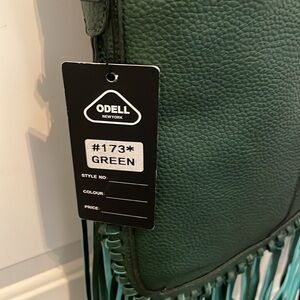 ODELL
NEWYORK
#173*
GREEN
STYLE NO:
COLOUR:
PRICE: